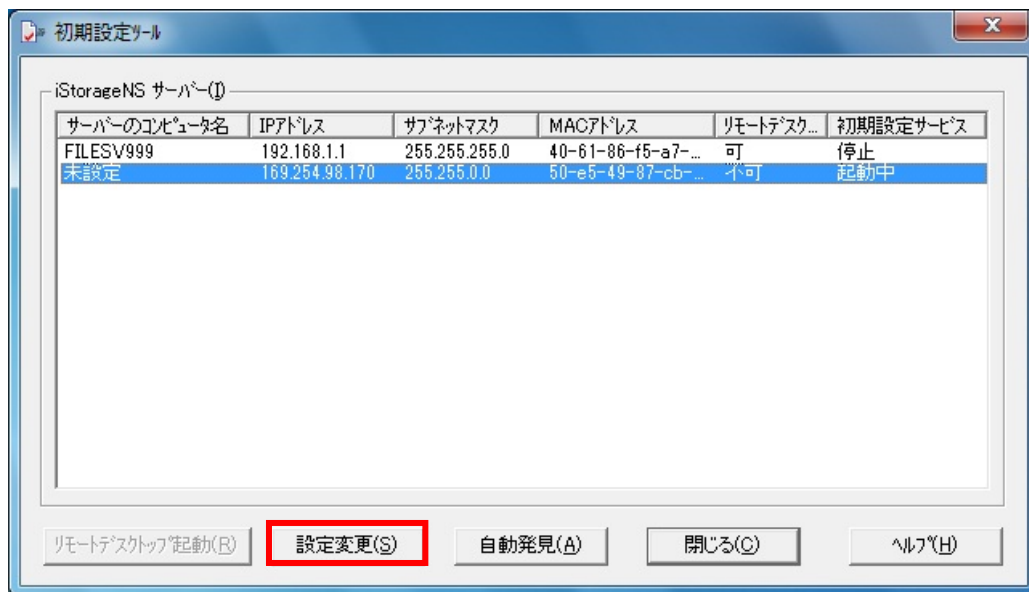 初期設定ﾂｰﾙ
iStorageNS サーバー(I)
サーバーのコンピュータ名 IPアドレス サブネットマスク MACアドレス リモートデスク... 初期設定サービス
FILESV999 192.168.1.1 255.255.255.0 40-61-86-f5-a7-... 可 停止
未設定 169.254.98.170 255.255.0.0 50-e5-49-87-cb-... 不可 起動中
ﾘﾓｰﾄﾃﾞｽｸﾄｯﾌﾟ起動(R) 設定変更(S) 自動発見(A) 閉じる(C) ﾍﾙﾌﾟ(H)